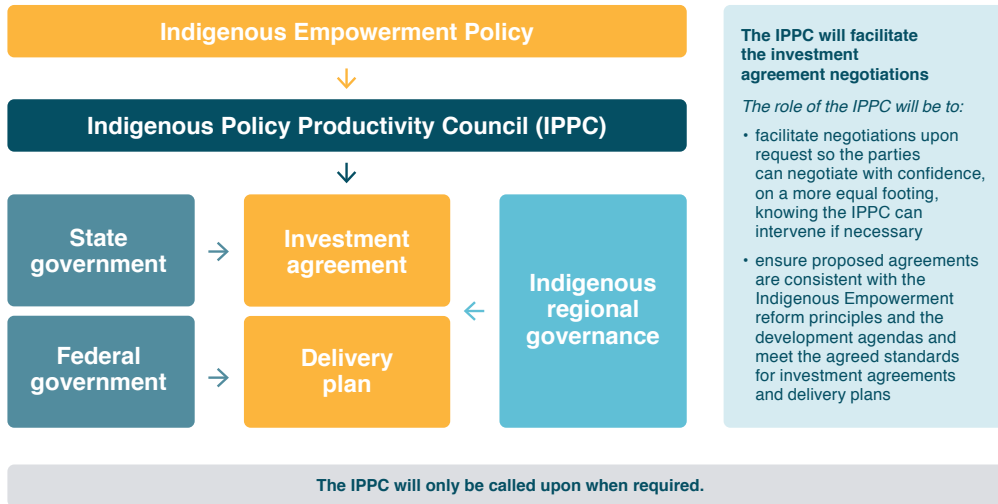 Indigenous Empowerment Policy
Indigenous Policy Productivity Council (IPPC)
State
government
Investment
agreement
Federal
government
Delivery
plan
Indigenous
regional
governance
The IPPC will facilitate
the investment
agreement negotiations
The role of the IPPC will be to:
• facilitate negotiations upon
request so the parties
can negotiate with confidence,
on a more equal footing,
knowing the IPPC can
intervene if necessary
• ensure proposed agreements
are consistent with the
Indigenous Empowerment
reform principles and the
development agendas and
meet the agreed standards
for investment agreements
and delivery plans
The IPPC will only be called upon when required.